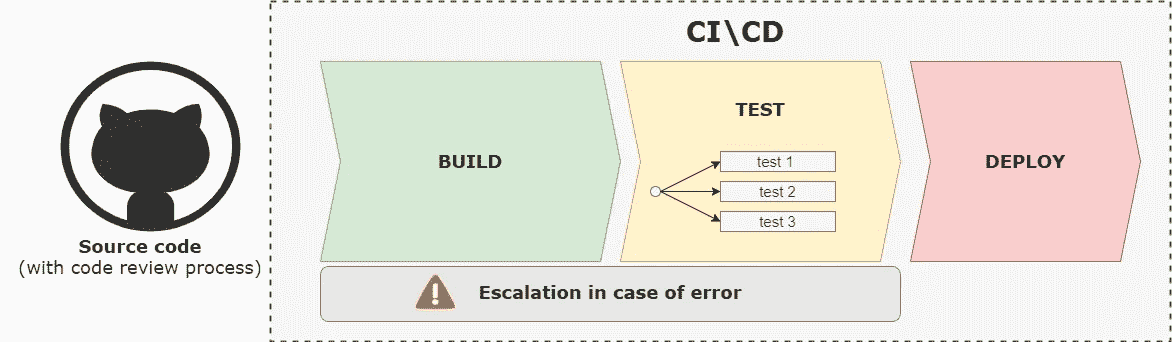 CI\CD
BUILD
TEST
test 1
test 2
test 3
DEPLOY
Source code
(with code review process)
Escalation in case of error